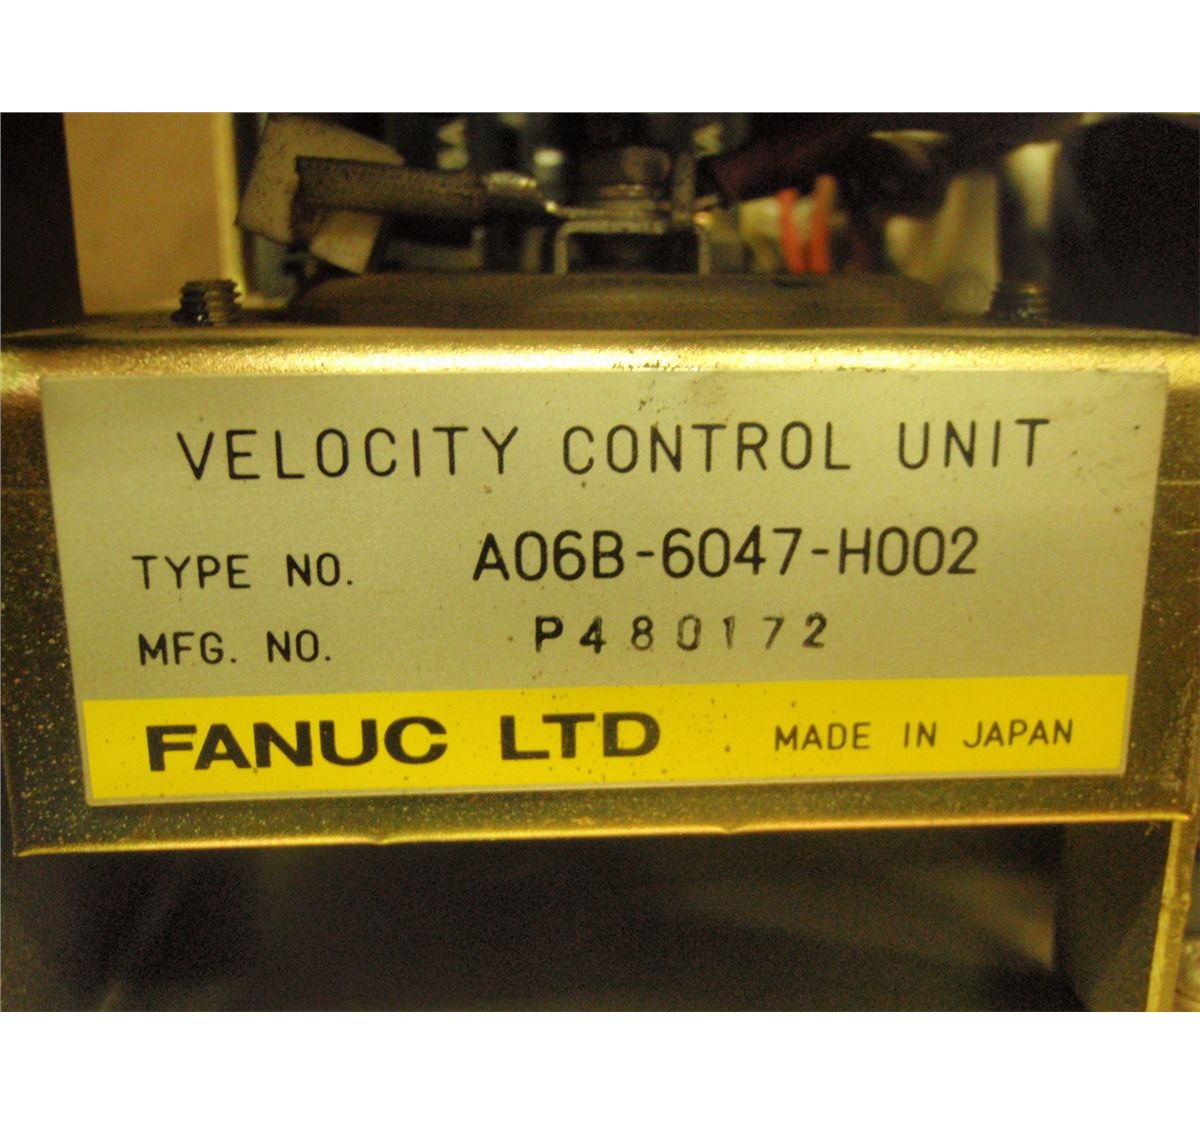 VELOCITY CONTROL UNIT
TYPE NO. A06B-6047-H002
MFG. NO. P480172
FANUC LTD MADE IN JAPAN